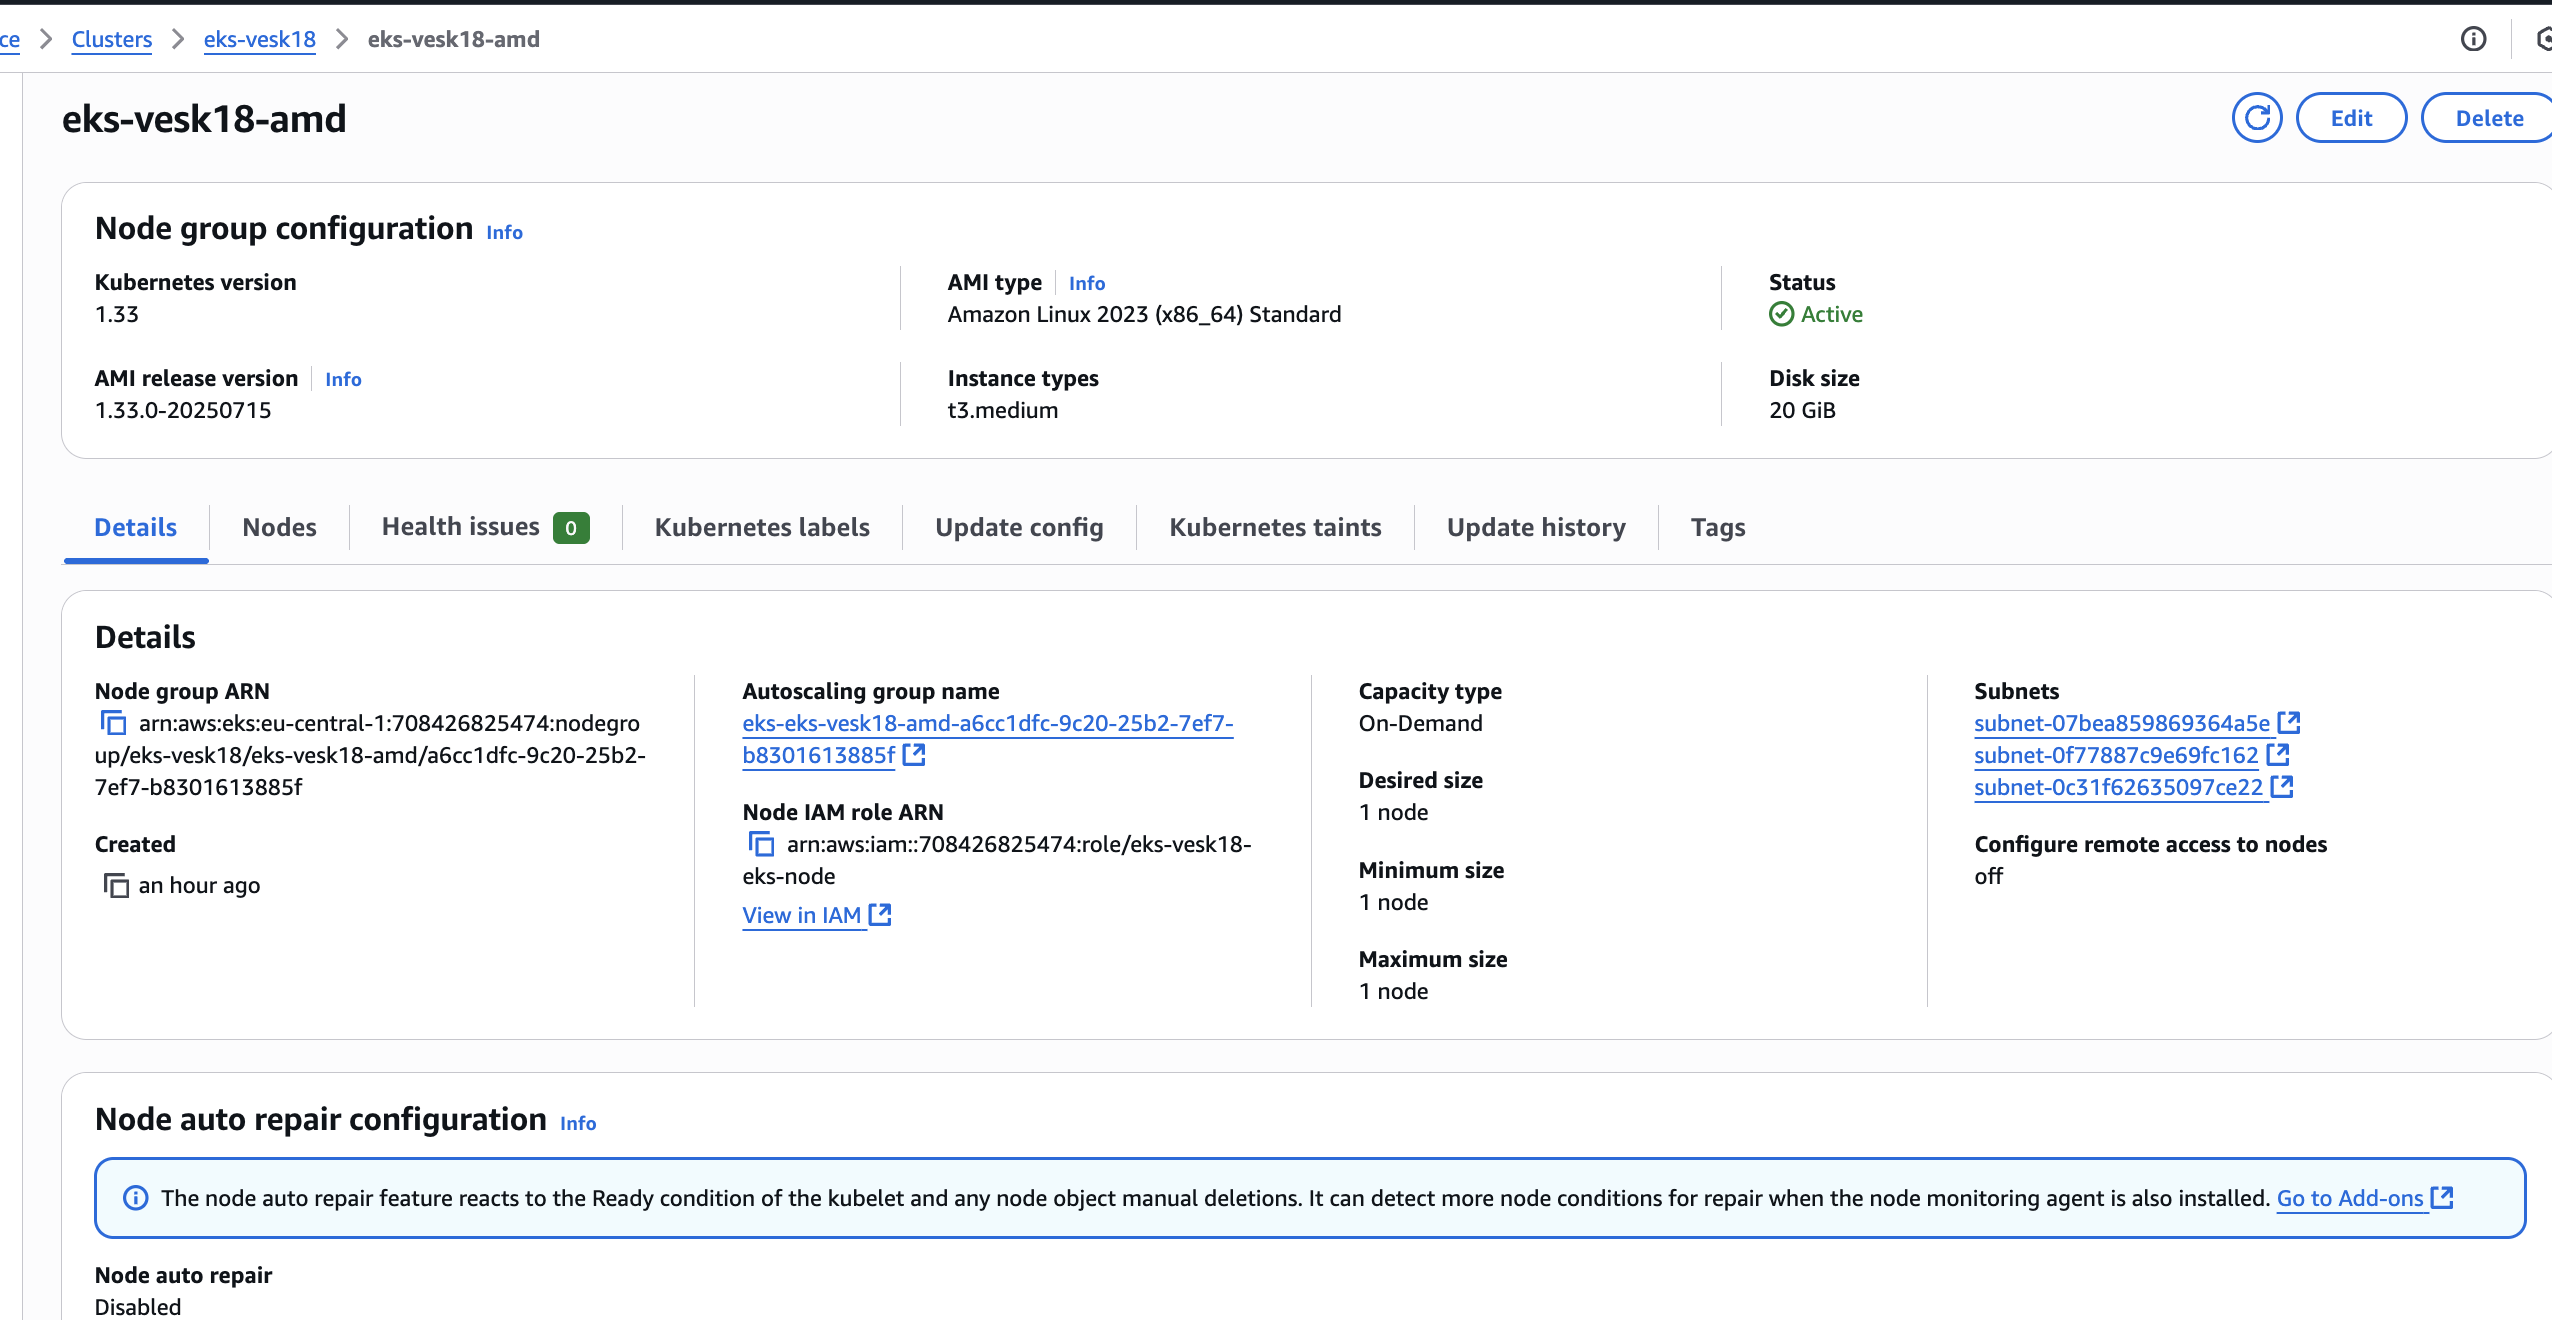 ce > Clusters > eks-vesk18 > eks-vesk18-amd
eks-vesk18-amd
Edit
Delete
Node group configuration Info
Kubernetes version
1.33
AMI type Info
Amazon Linux 2023 (x86_64) Standard
Status
Active
AMI release version Info
1.33.0-20250715
Instance types
t3.medium
Disk size
20 GiB
Details
Nodes
Health issues 0
Kubernetes labels
Update config
Kubernetes taints
Update history
Tags
Details
Node group ARN
arn:aws:eks:eu-central-1:708426825474:nodegro
up/eks-vesk18/eks-vesk18-amd/a6cc1dfc-9c20-25b2-
7ef7-b8301613885f
Created
an hour ago
Autoscaling group name
eks-eks-vesk18-amd-a6cc1dfc-9c20-25b2-7ef7-
b8301613885f
Node IAM role ARN
arn:aws:iam::708426825474:role/eks-vesk18-
eks-node
View in IAM
Capacity type
On-Demand
Desired size
1 node
Minimum size
1 node
Maximum size
1 node
Subnets
subnet-07bea859869364a5e
subnet-0f77887c9e69fc162
subnet-0c31f62635097ce22
Configure remote access to nodes
off
Node auto repair configuration Info
The node auto repair feature reacts to the Ready condition of the kubelet and any node object manual deletions. It can detect more node conditions for repair when the node monitoring agent is also installed. Go to Add-ons
Node auto repair
Disabled